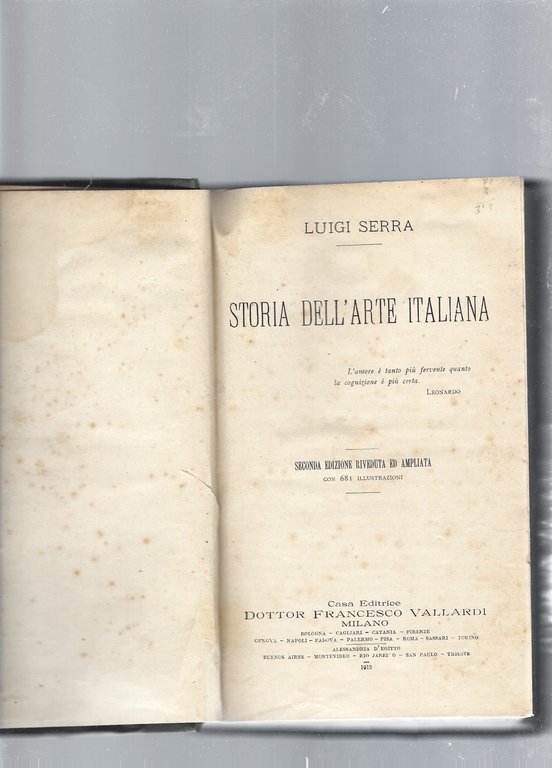 LUIGI SERRA
STORIA DELL'ARTE ITALIANA
L'amore è tanto più fervente quanto
la cognizione è più certa.
LEONARDO
SECONDA EDIZIONE RIVEDUTA ED AMPLIATA
CON 681 ILLUSTRAZIONI
Casa Editrice
DOTTOR FRANCESCO VALLARDI
MILANO
BOLOGNA – CAGLIARI – CATANIA – FIRENZE
GENOVA – NAPOLI – PADOVA – PALERMO – PISA – ROMA – SASSARI – TORINO
ALESSANDRIA D'EGITTO
BUENOS AIRES – MONTEVIDEO – RIO JANEI O – SAN PAULO – TRIESTE
1913